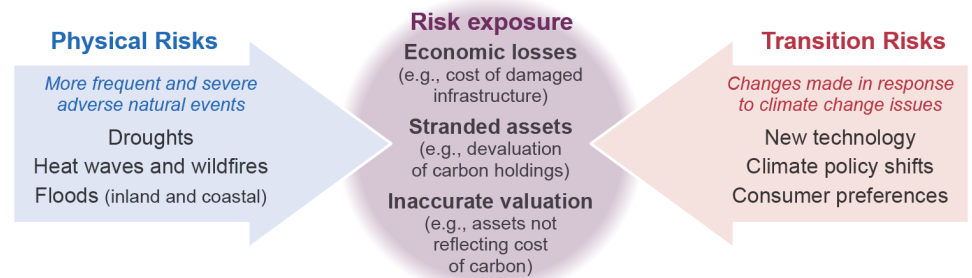 Physical Risks
More frequent and severe
adverse natural events
Droughts
Heat waves and wildfires
Floods (inland and coastal)
Risk exposure
Economic losses
(e.g., cost of damaged
infrastructure)
Stranded assets
(e.g., devaluation
of carbon holdings)
Inaccurate valuation
(e.g., assets not
reflecting cost
of carbon)
Transition Risks
Changes made in response
to climate change issues
New technology
Climate policy shifts
Consumer preferences